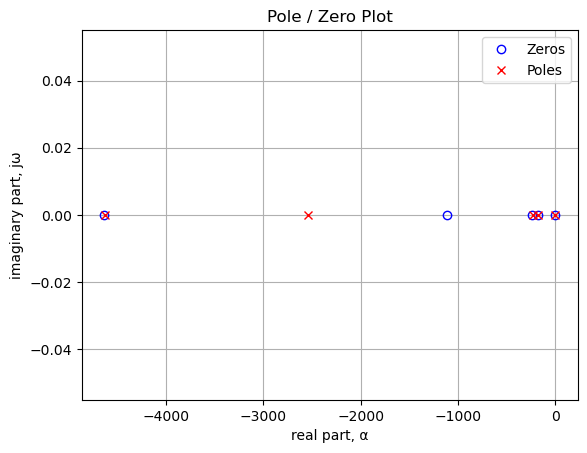 Pole / Zero Plot
Zeros
Poles
0.04
0.02
0.00
−0.02
−0.04
imaginary part, jω
−4000 −3000 −2000 −1000 0
real part, α